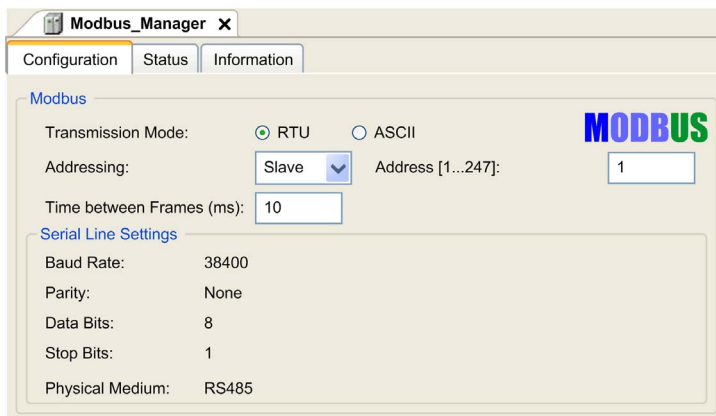 Modbus_Manager X
Configuration Status Information
Modbus
Transmission Mode: RTU ASCII
MODBUS
Addressing: Slave Address [1...247]: 1
Time between Frames (ms): 10
Serial Line Settings
Baud Rate: 38400
Parity: None
Data Bits: 8
Stop Bits: 1
Physical Medium: RS485